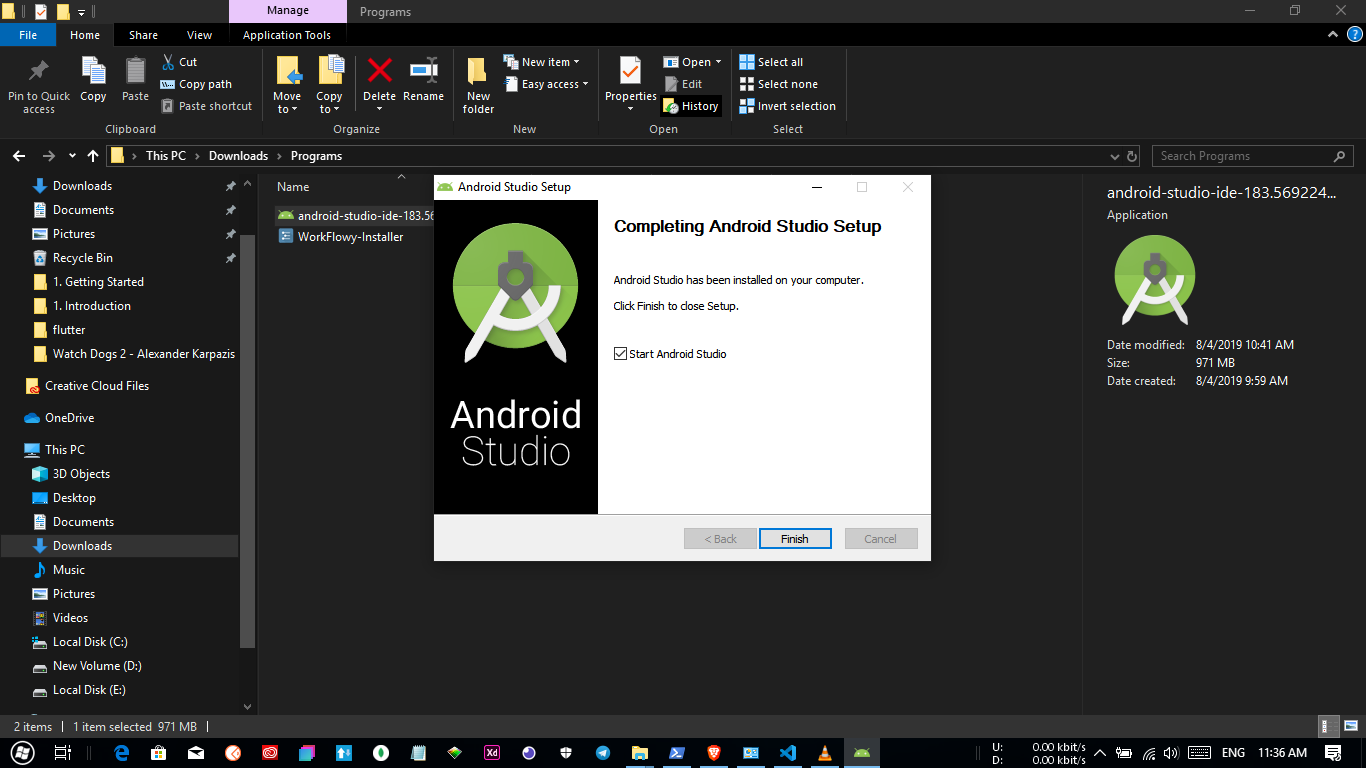 Manage
Programs
File
Home
Share
View
Application Tools
Pin to Quick access
Copy
Paste
Cut
Copy path
Paste shortcut
Clipboard
Move to
Copy to
Delete
Rename
Organize
New folder
New item
Easy access
New
Properties
Open
Edit
History
Open
Select all
Select none
Invert selection
Select
This PC > Downloads > Programs
Search Programs
Downloads
Documents
Pictures
Recycle Bin
1. Getting Started
1. Introduction
flutter
Watch Dogs 2 - Alexander Karpazis
Creative Cloud Files
OneDrive
This PC
3D Objects
Desktop
Documents
Downloads
Music
Pictures
Videos
Local Disk (C:)
New Volume (D:)
Local Disk (E:)
Name
android-studio-ide-183.56
WorkFlowy-Installer
Android Studio Setup
Android
Studio
Completing Android Studio Setup
Android Studio has been installed on your computer.
Click Finish to close Setup.
Start Android Studio
< Back
Finish
Cancel
android-studio-ide-183.569224...
Application
Date modified: 8/4/2019 10:41 AM
Size: 971 MB
Date created: 8/4/2019 9:59 AM
2 items
1 item selected 971 MB
Xd
U: 0.00 kbit/s
D: 0.00 kbit/s
ENG
11:36 AM